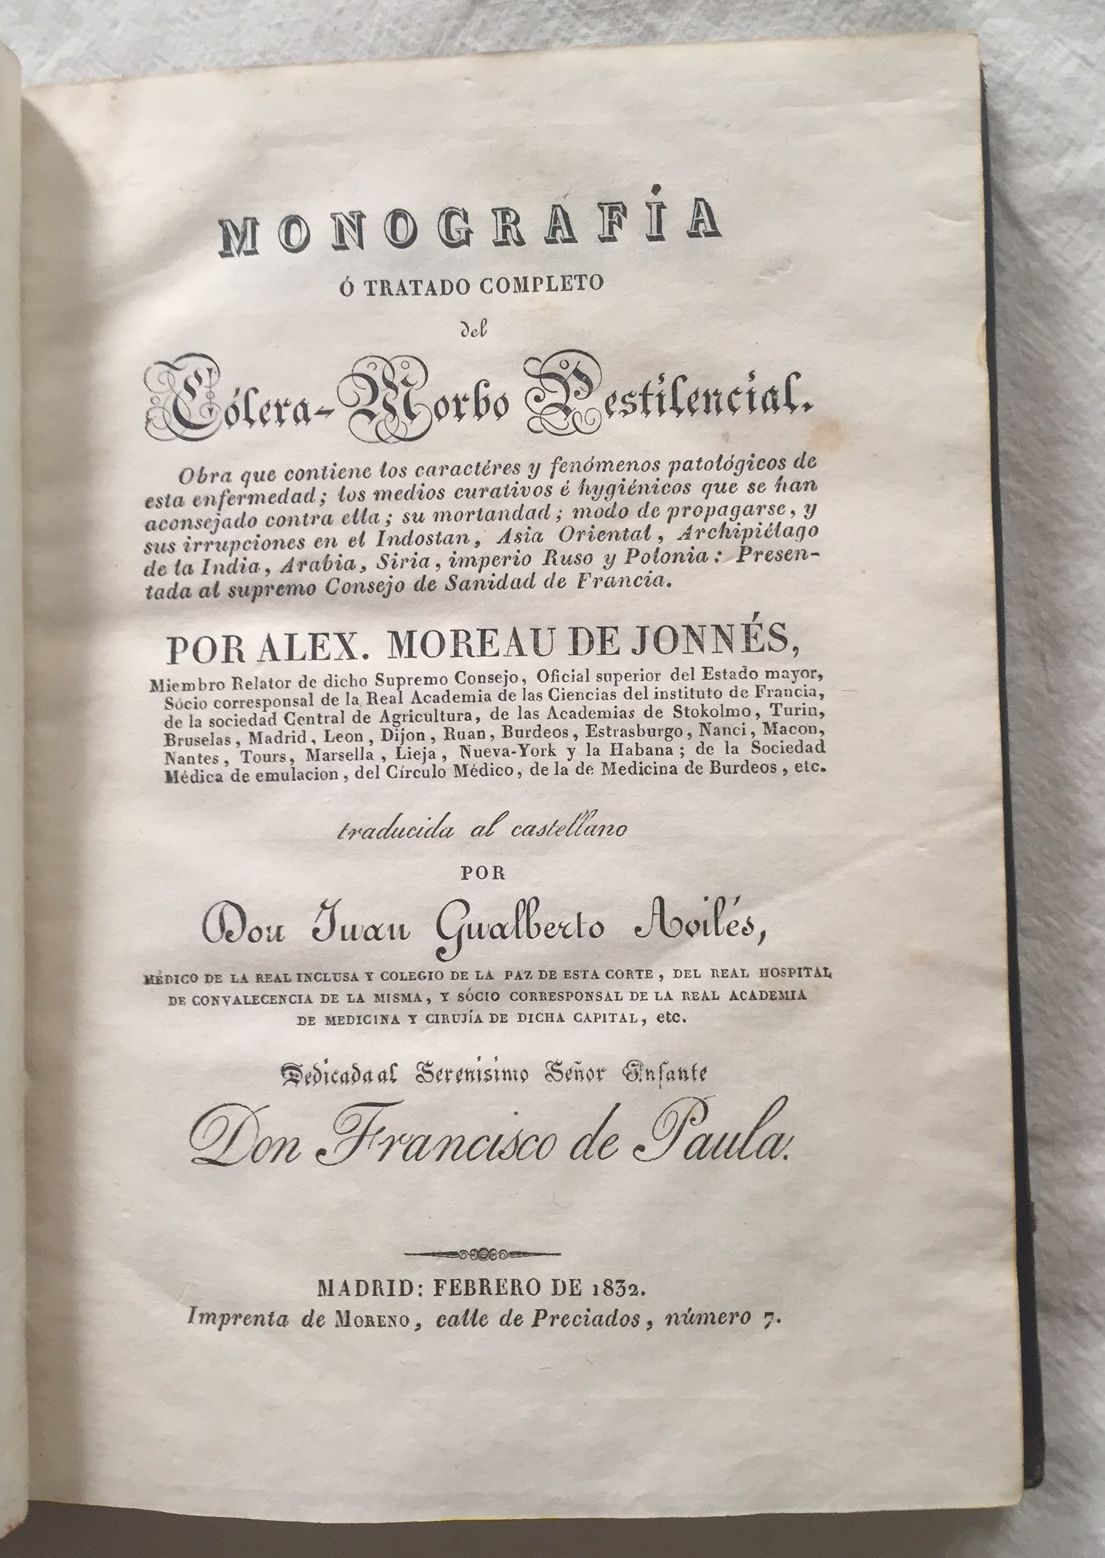 MONOGRAFÍA
Ó TRATADO COMPLETO
del
Cólera-Morbo Pestilencial.
Obra que contiene los caractéres y fenómenos patológicos de
esta enfermedad; los medios curativos é hygiénicos que se han
aconsejado contra ella; su mortandad; modo de propagarse, y
sus irrupciones en el Indostan, Asia Oriental, Archipiélago
de la India, Arabia, Siria, imperio Ruso y Polonia: Presen-
tada al supremo Consejo de Sanidad de Francia.
POR ALEX. MOREAU DE JONNÉS,
Miembro Relator de dicho Supremo Consejo, Oficial superior del Estado mayor,
Sócio corresponsal de la Real Academia de las Ciencias del instituto de Francia,
de la sociedad Central de Agricultura, de las Academias de Stokolmo, Turin,
Bruselas, Madrid, Leon, Dijon, Ruan, Burdeos, Estrasburgo, Nanci, Macon,
Nantes, Tours, Marsella, Lieja, Nueva-York y la Habana; de la Sociedad
Médica de emulacion, del Círculo Médico, de la de Medicina de Burdeos, etc.
traducida al castellano
POR
Don Juan Gualberto Avilés,
MÉDICO DE LA REAL INCLUSA Y COLEGIO DE LA PAZ DE ESTA CORTE, DEL REAL HOSPITAL
DE CONVALECENCIA DE LA MISMA, Y SÓCIO CORRESPONSAL DE LA REAL ACADEMIA
DE MEDICINA Y CIRUJÍA DE DICHA CAPITAL, etc.
Dedicada al Serenisimo Señor Infante
Don Francisco de Paula.
MADRID: FEBRERO DE 1832.
Imprenta de MORENO, calle de Preciados, número 7.